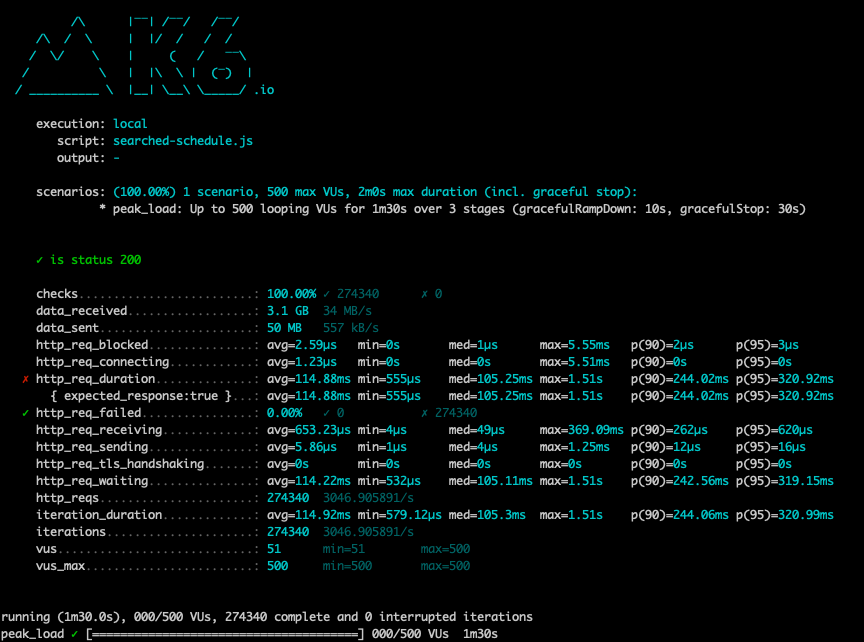 /\      |‾‾| /‾‾/   /‾‾/
     /\  /  \     |  |/  /   /  /
    /  \/    \    |     (   /   ‾‾\
   /          \   |  |\  \ |  (‾)  |
  / __________ \  |__| \__\ \_____/ .io

     execution: local
        script: searched-schedule.js
        output: -

     scenarios: (100.00%) 1 scenario, 500 max VUs, 2m0s max duration (incl. graceful stop):
              * peak_load: Up to 500 looping VUs for 1m30s over 3 stages (gracefulRampDown: 10s, gracefulStop: 30s)

     ✓ is status 200

     checks.........................: 100.00% ✓ 274340      ✗ 0
     data_received..................: 3.1 GB  34 MB/s
     data_sent......................: 50 MB   557 kB/s
     http_req_blocked...............: avg=2.59µs   min=0s       med=1µs      max=5.55ms   p(90)=2µs      p(95)=3µs
     http_req_connecting............: avg=1.23µs   min=0s       med=0s       max=5.51ms   p(90)=0s       p(95)=0s
   ✗ http_req_duration..............: avg=114.88ms min=555µs    med=105.25ms max=1.51s    p(90)=244.02ms p(95)=320.92ms
       { expected_response:true }...: avg=114.88ms min=555µs    med=105.25ms max=1.51s    p(90)=244.02ms p(95)=320.92ms
   ✓ http_req_failed................: 0.00%   ✓ 0           ✗ 274340
     http_req_receiving.............: avg=653.23µs min=4µs      med=49µs     max=369.09ms p(90)=262µs    p(95)=620µs
     http_req_sending...............: avg=5.86µs   min=1µs      med=4µs      max=1.25ms   p(90)=12µs     p(95)=16µs
     http_req_tls_handshaking.......: avg=0s       min=0s       med=0s       max=0s       p(90)=0s       p(95)=0s
     http_req_waiting...............: avg=114.22ms min=532µs    med=105.11ms max=1.51s    p(90)=242.56ms p(95)=319.15ms
     http_reqs......................: 274340  3046.905891/s
     iteration_duration.............: avg=114.92ms min=579.12µs med=105.3ms  max=1.51s    p(90)=244.06ms p(95)=320.99ms
     iterations.....................: 274340  3046.905891/s
     vus............................: 51      min=51        max=500
     vus_max........................: 500     min=500       max=500

running (1m30.0s), 000/500 VUs, 274340 complete and 0 interrupted iterations
peak_load ✓ [======================================] 000/500 VUs  1m30s